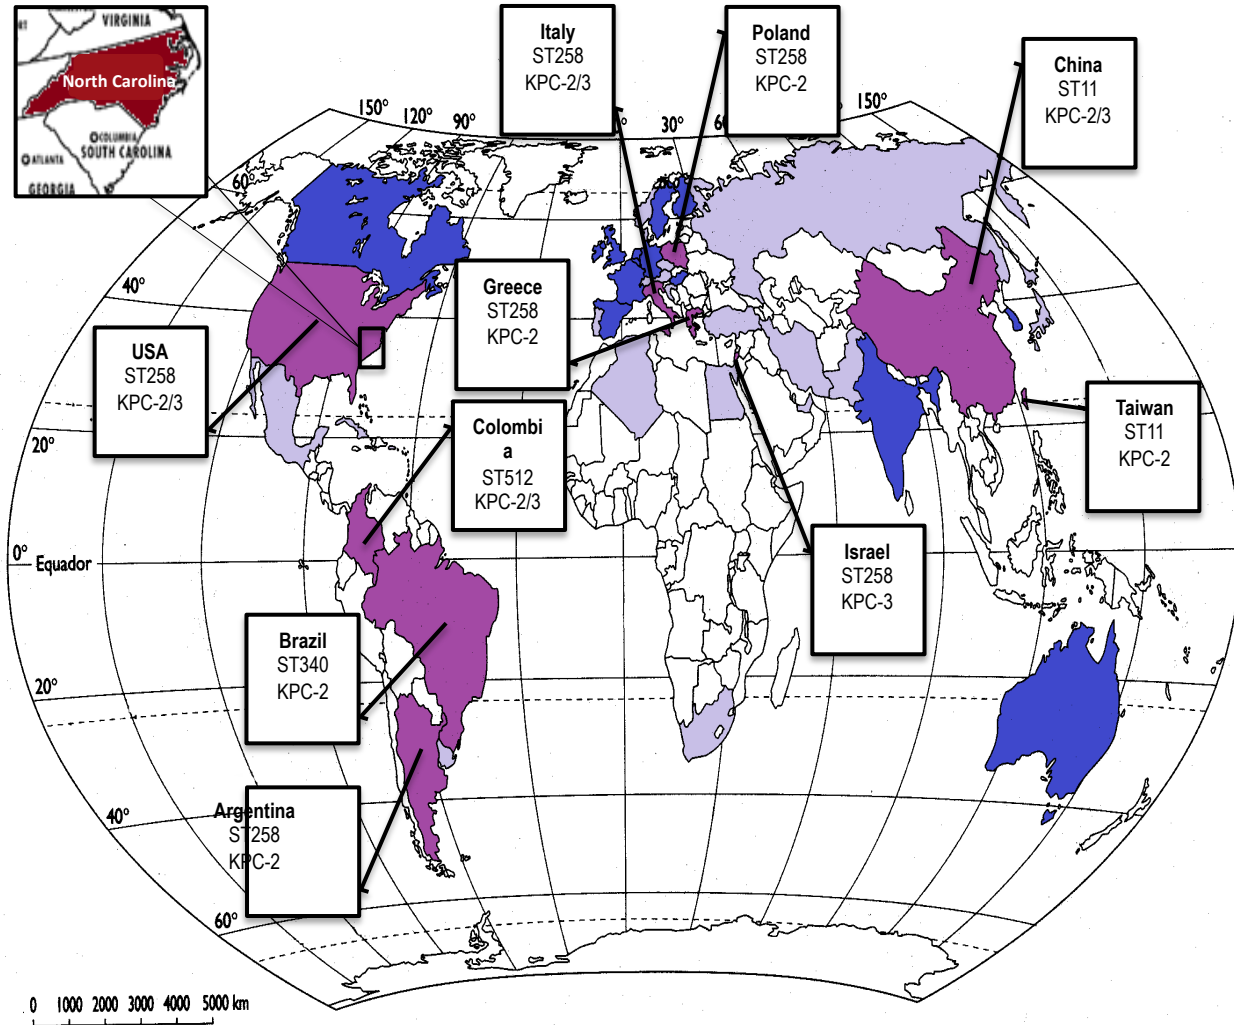 RT
VIRGINIA
North Carolina
COLUMBIA
SOUTH CAROLINA
ATLANTA
GEORGIA
Italy
ST258
KPC-2/3
Poland
ST258
KPC-2
China
ST11
KPC-2/3
150°
120°
90°
30°
150°
60°
40°
Greece
ST258
KPC-2
USA
ST258
KPC-2/3
Colombi
a
ST512
KPC-2/3
Taiwan
ST11
KPC-2
20°
Israel
ST258
KPC-3
0°
Equador
Brazil
ST340
KPC-2
20°
Argentina
ST258
KPC-2
40°
60°
0 1000 2000 3000 4000 5000 km